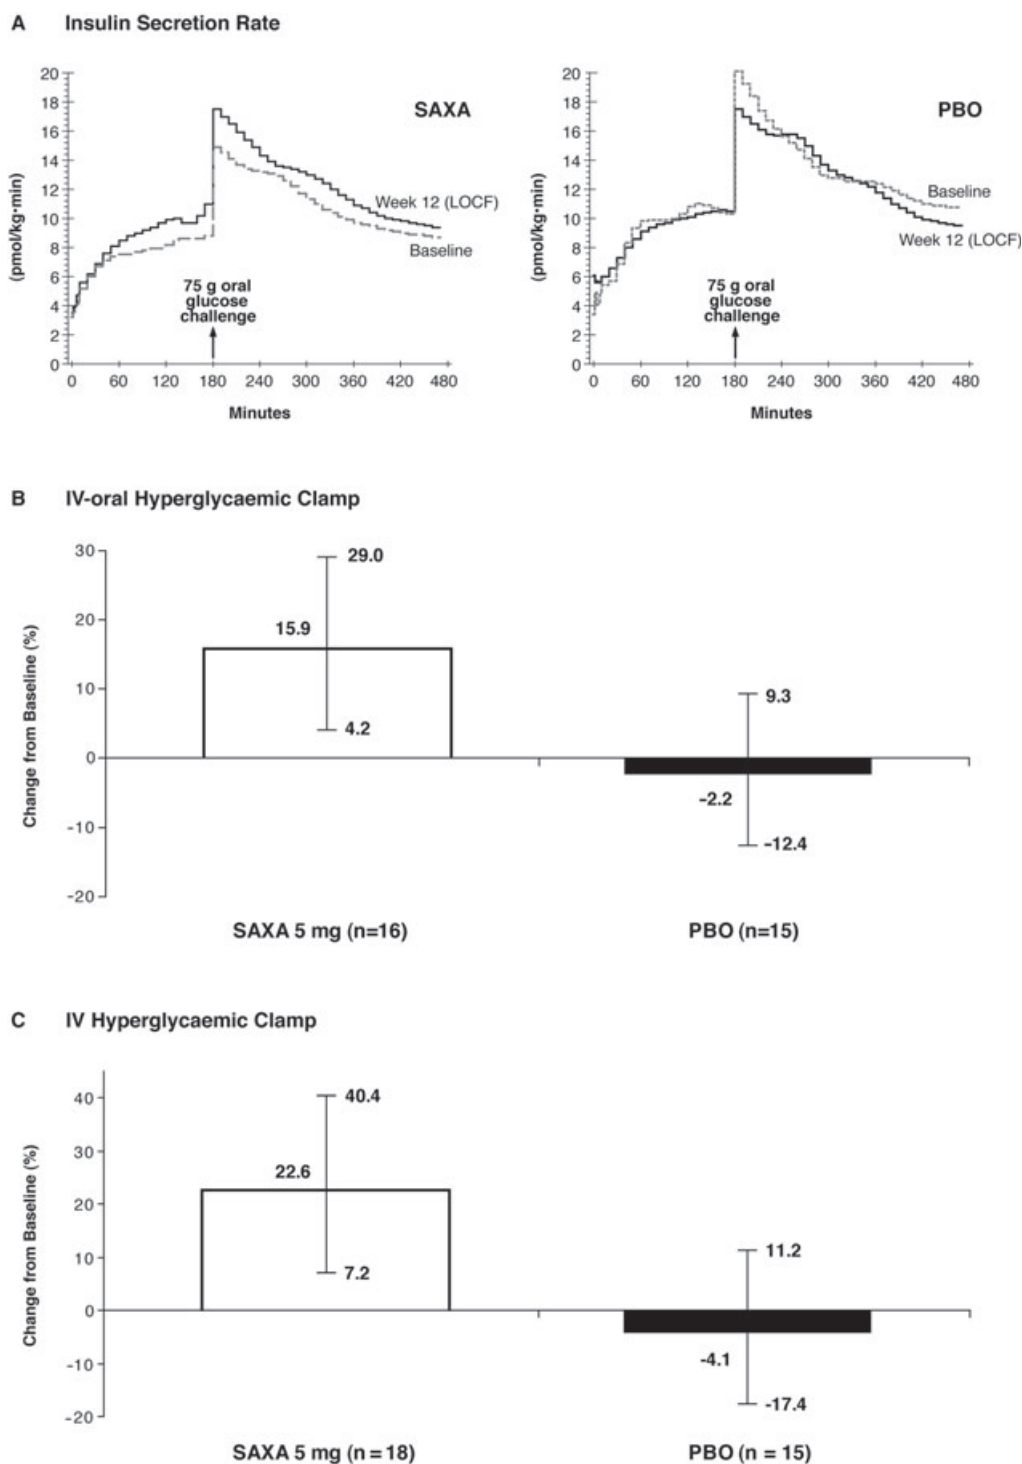 A Insulin Secretion Rate
SAXA
(pmol/kg·min)
20
18
16
14
12
10
8
6
4
2
0
Week 12 (LOCF)
Baseline
75 g oral
glucose
challenge
0 60 120 180 240 300 360 420 480
Minutes
PBO
(pmol/kg·min)
20
18
16
14
12
10
8
6
4
2
0
Baseline
Week 12 (LOCF)
75 g oral
glucose
challenge
0 60 120 180 240 300 360 420 480
Minutes
B IV-oral Hyperglycaemic Clamp
Change from Baseline (%)
30
20
10
0
-10
-20
29.0
15.9
4.2
9.3
-2.2
-12.4
SAXA 5 mg (n=16) PBO (n=15)
C IV Hyperglycaemic Clamp
Change from Baseline (%)
40
30
20
10
0
-10
-20
40.4
22.6
7.2
11.2
-4.1
-17.4
SAXA 5 mg (n = 18) PBO (n = 15)